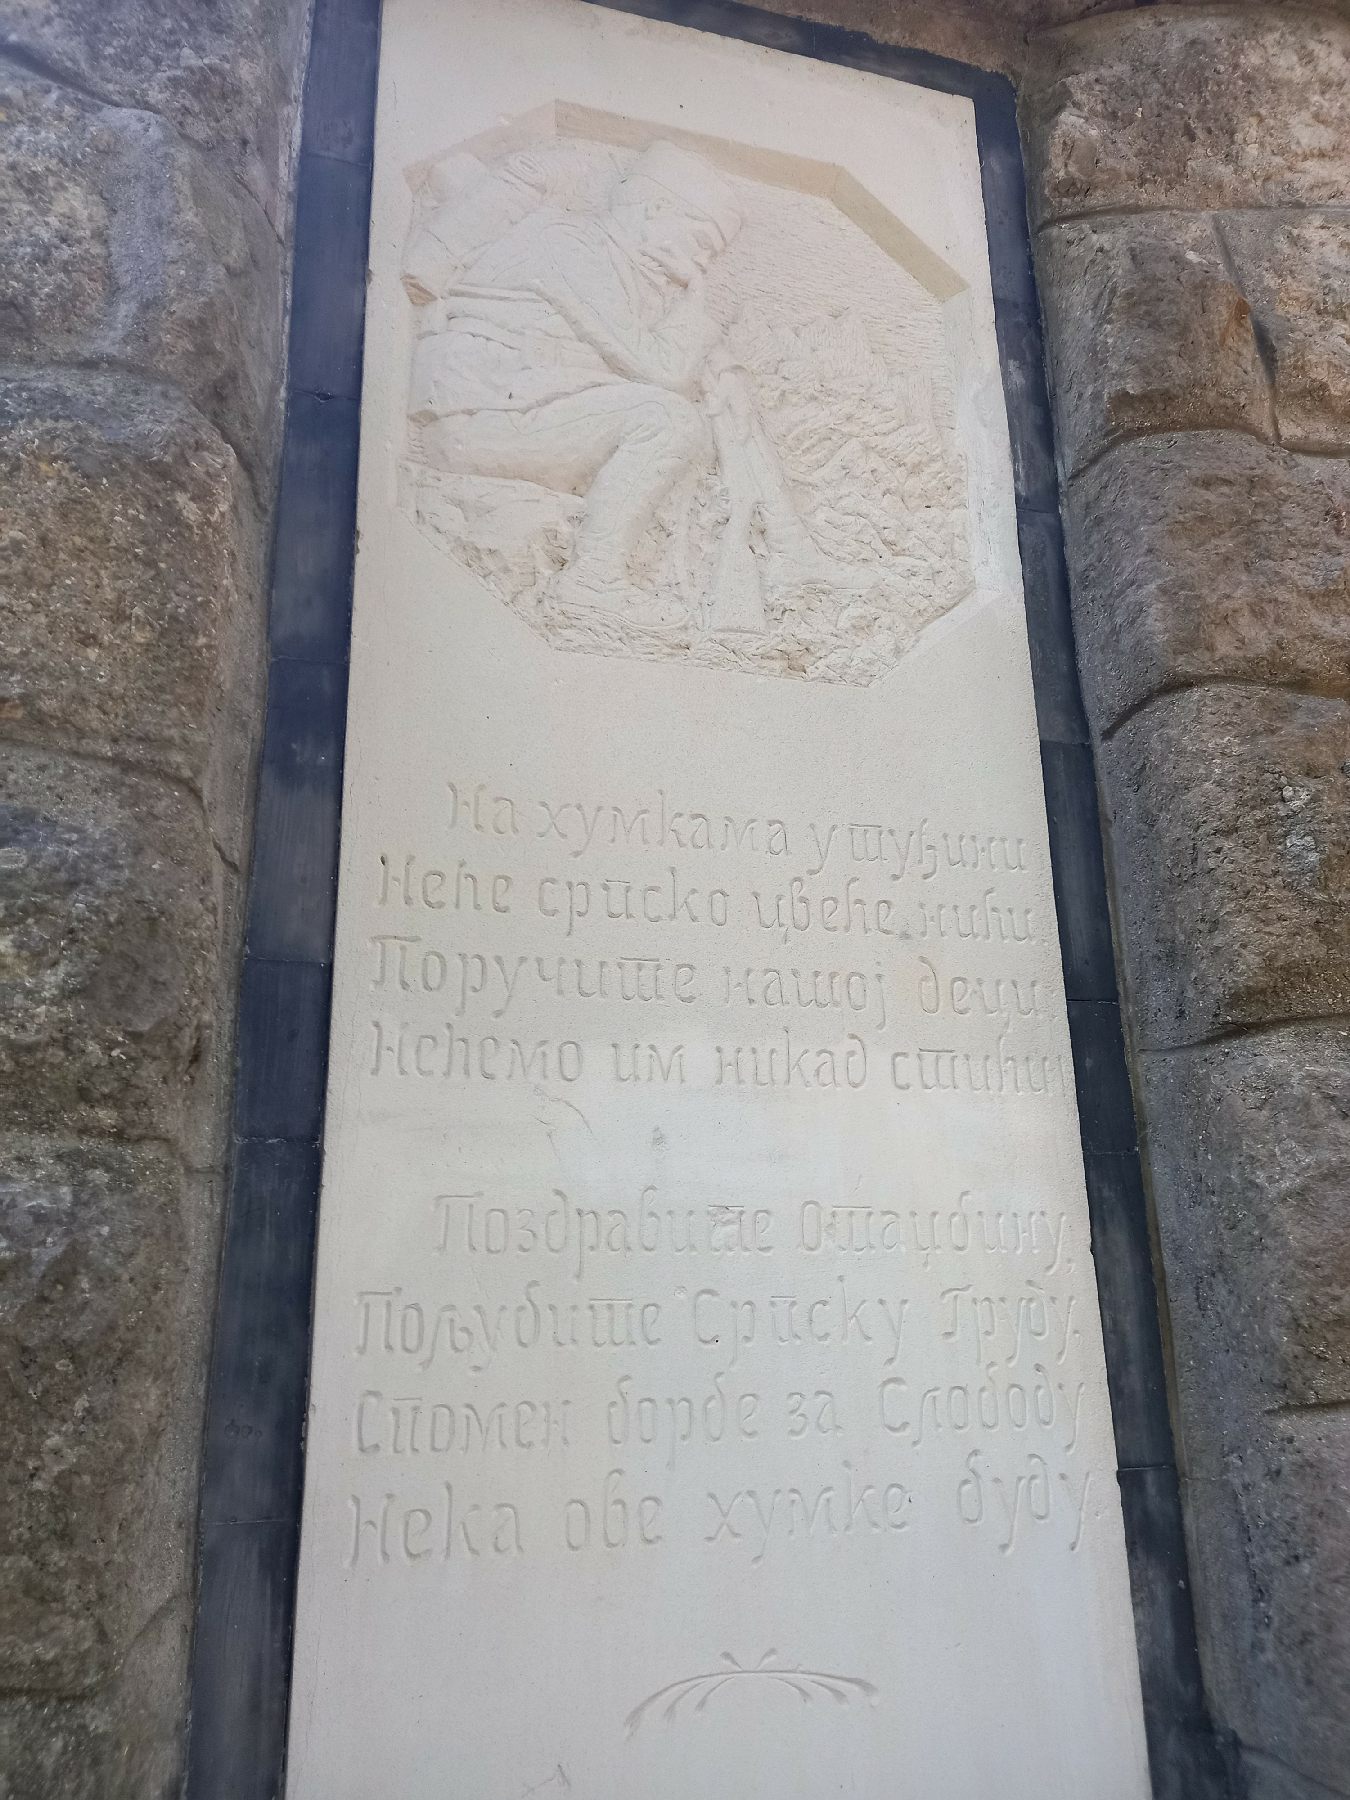 На хумкама у туђини
Неће српско цвеће нићи.
Поручите нашој деци:
Нећемо им никад стићи
Поздравите Отаџбину,
Пољубите Српску Груду.
Спомен борбе за Слободу
Нека ове хумке буду.